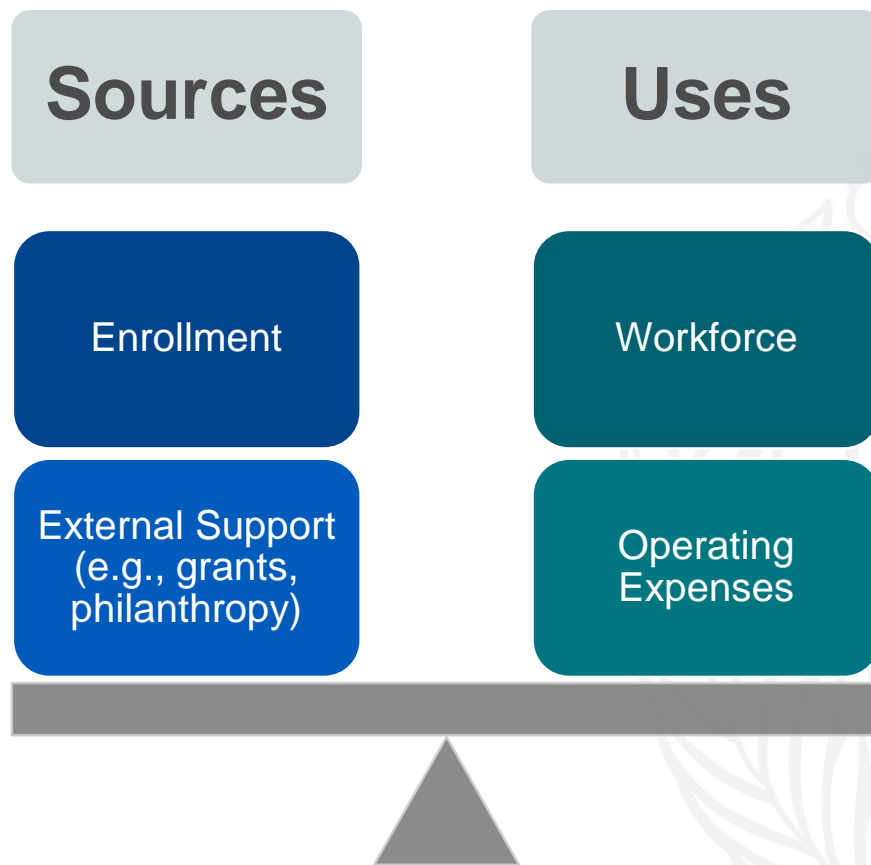 Sources
Uses
Enrollment
Workforce
External Support
(e.g., grants,
philanthropy)
Operating
Expenses